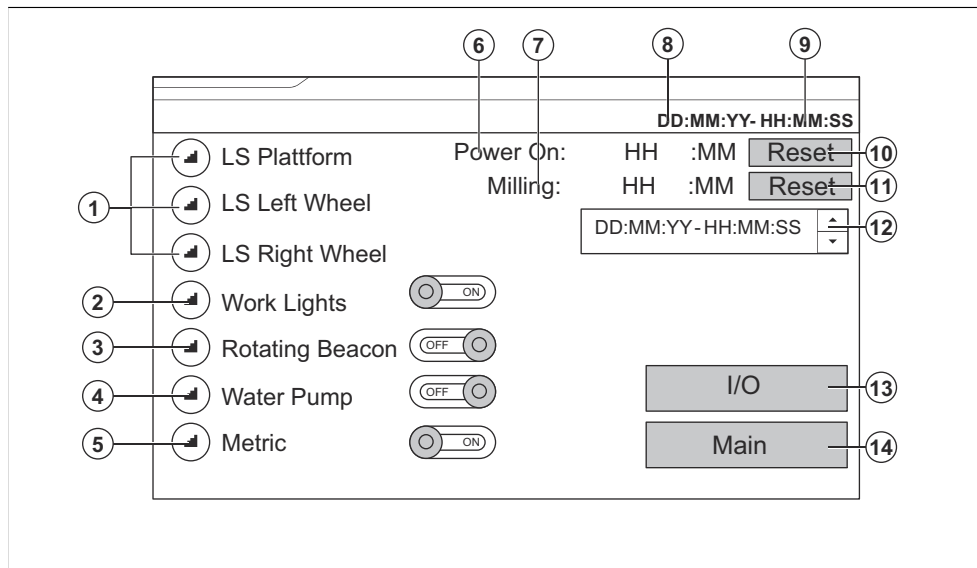 6 7 8 9
DD:MM:YY- HH:MM:SS
LS Plattform Power On: HH :MM Reset 10
Milling: HH :MM Reset 11
1 LS Left Wheel
DD:MM:YY-HH:MM:SS 12
LS Right Wheel
2 Work Lights ON
3 Rotating Beacon OFF
4 Water Pump OFF
I/O 13
5 Metric ON
Main 14